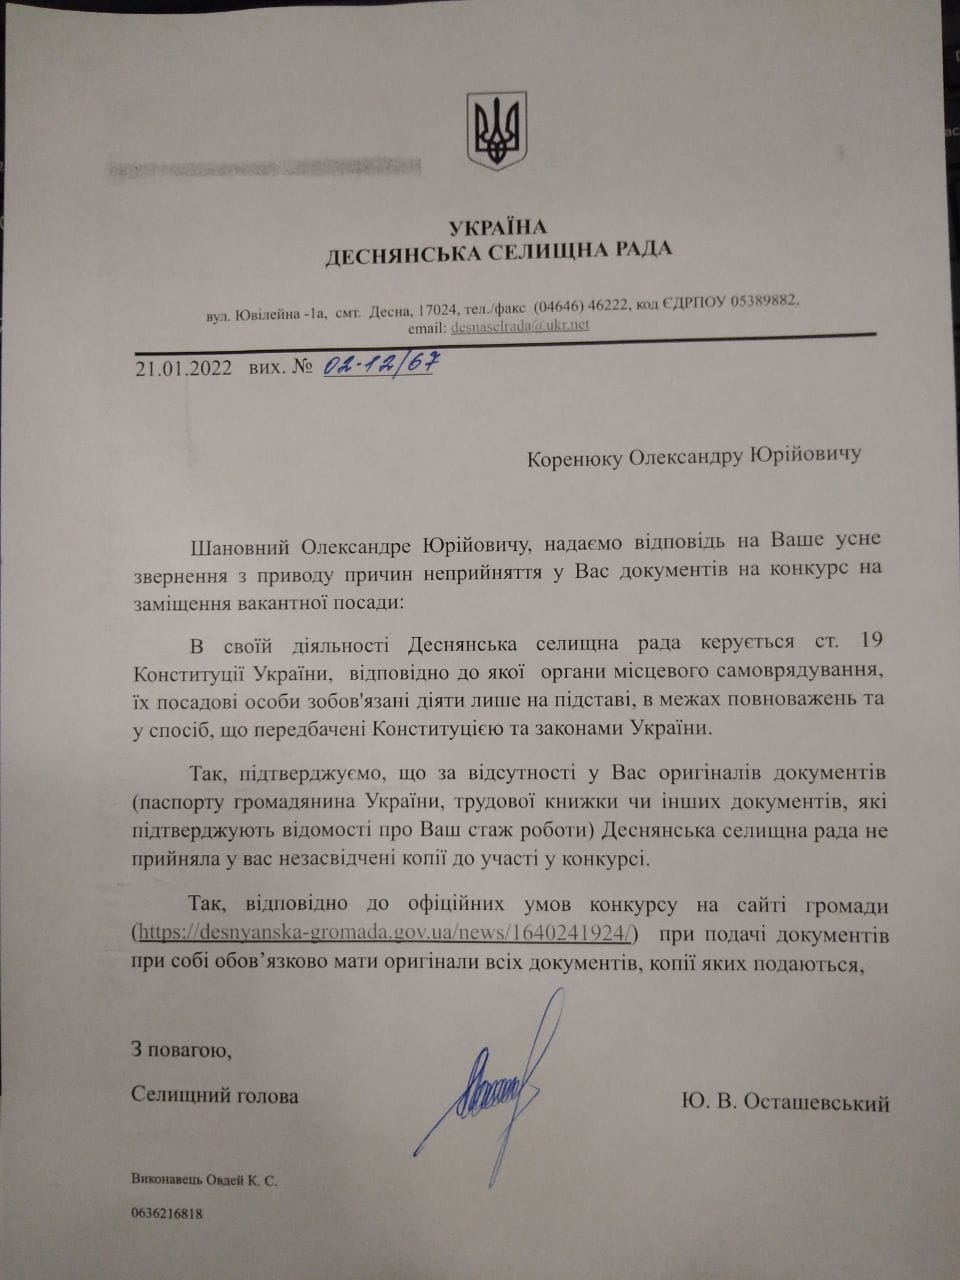 УКРАЇНА
ДЕСНЯНСЬКА СЕЛИЩНА РАДА
вул. Ювілейна -1а, смт. Десна, 17024, тел./факс (04646) 46222, код ЄДРПОУ 05389882,
email: desnaselrada@ukr.net
21.01.2022 вих. № 02-12/67
Коренюку Олександру Юрійовичу
Шановний Олександре Юрійовичу, надаємо відповідь на Ваше усне
звернення з приводу причин неприйняття у Вас документів на конкурс на
заміщення вакантної посади:
В своїй діяльності Деснянська селищна рада керується ст. 19
Конституції України, відповідно до якої органи місцевого самоврядування,
їх посадові особи зобов'язані діяти лише на підставі, в межах повноважень та
у спосіб, що передбачені Конституцією та законами України.
Так, підтверджуємо, що за відсутності у Вас оригіналів документів
(паспорту громадянина України, трудової книжки чи інших документів, які
підтверджують відомості про Ваш стаж роботи) Деснянська селищна рада не
прийняла у вас незасвідчені копії до участі у конкурсі.
Так, відповідно до офіційних умов конкурсу на сайті громади
(https://desnyanska-gromada.gov.ua/news/1640241924/) при подачі документів
при собі обов’язково мати оригінали всіх документів, копії яких подаються,
З повагою,
Селищний голова
Ю. В. Осташевський
Виконавець Овдей К. С.
0636216818